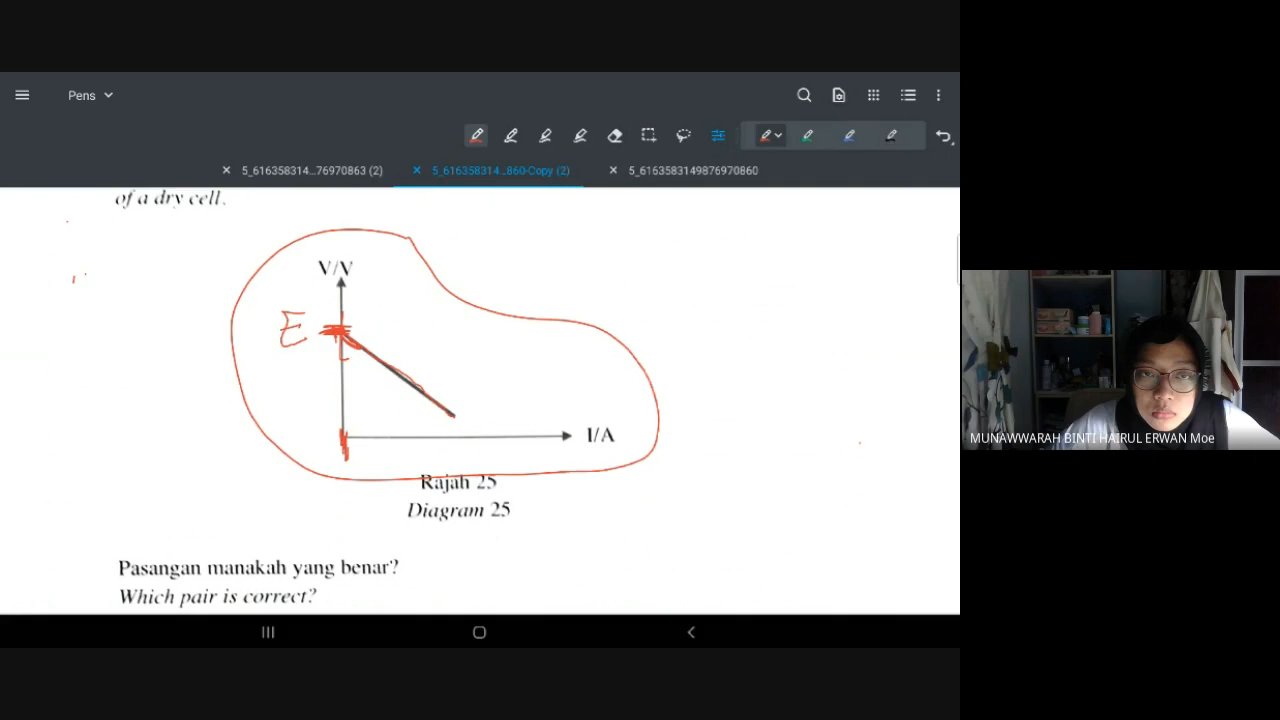 Pens
5_616358314...76970863 (2)
5_616358314...860-Copy (2)
5_6163583149876970860
of a dry cell.
V/V
E
I/A
Rajah 25
Diagram 25
Pasangan manakah yang benar?
Which pair is correct?
MUNAWWARAH BINTI HAIRUL ERWAN Moe